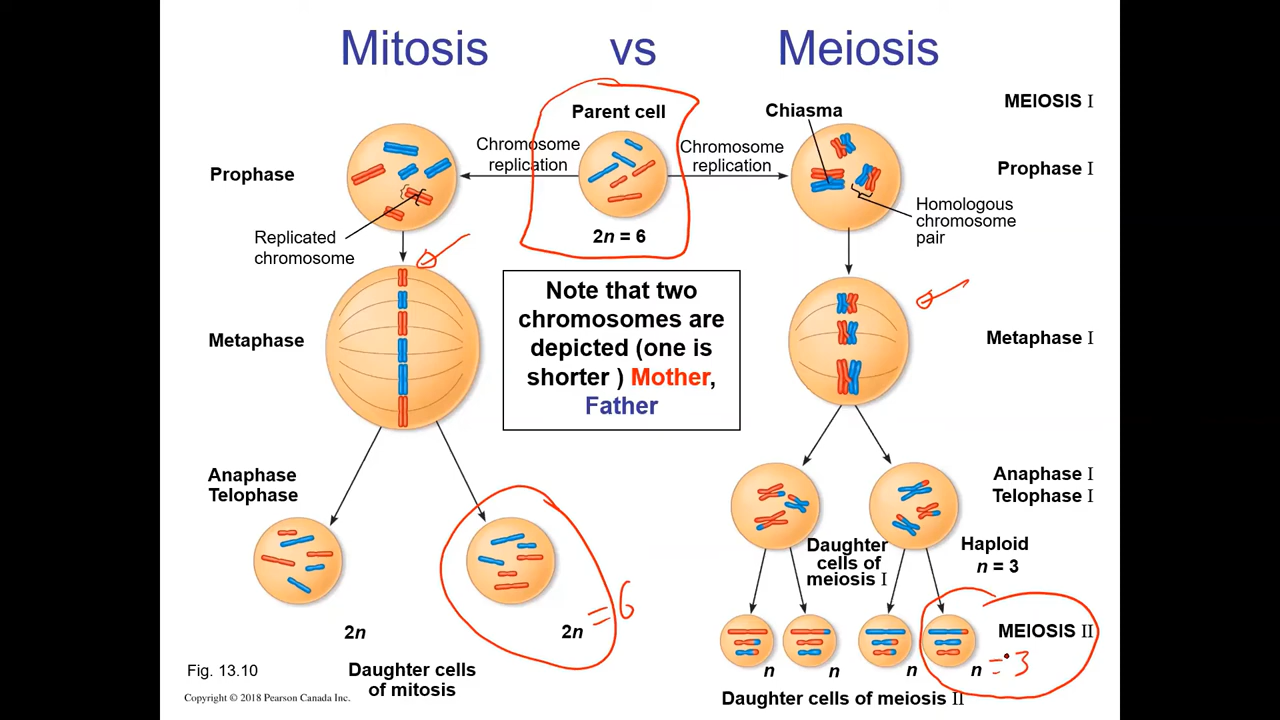 Mitosis vs Meiosis
MEIOSIS I
Parent cell
Chiasma
Chromosome
replication
Chromosome
replication
Prophase
Prophase I
2n = 6
Homologous
chromosome
pair
Replicated
chromosome
Note that two
chromosomes are
depicted (one is
shorter ) Mother,
Father
Metaphase
Metaphase I
Anaphase
Telophase
Anaphase I
Telophase I
Daughter
cells of
meiosis I
Haploid
n = 3
2n
2n = 6
MEIOSIS II
n
n
n
n = 3
Fig. 13.10
Daughter cells
of mitosis
Daughter cells of meiosis II
Copyright © 2018 Pearson Canada Inc.